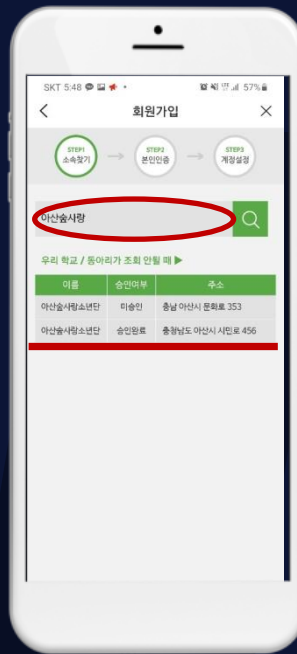 SKT 5:48
57%
회원가입
STEP1
소속찾기
STEP2
본인인증
STEP3
계정설정
아산숲사랑
우리 학교 / 동아리가 조회 안될 때 ▶
이름 승인여부 주소
아산숲사랑소년단 미승인 충남 아산시 문화로 353
아산숲사랑소년단 승인완료 충청남도 아산시 시민로 456